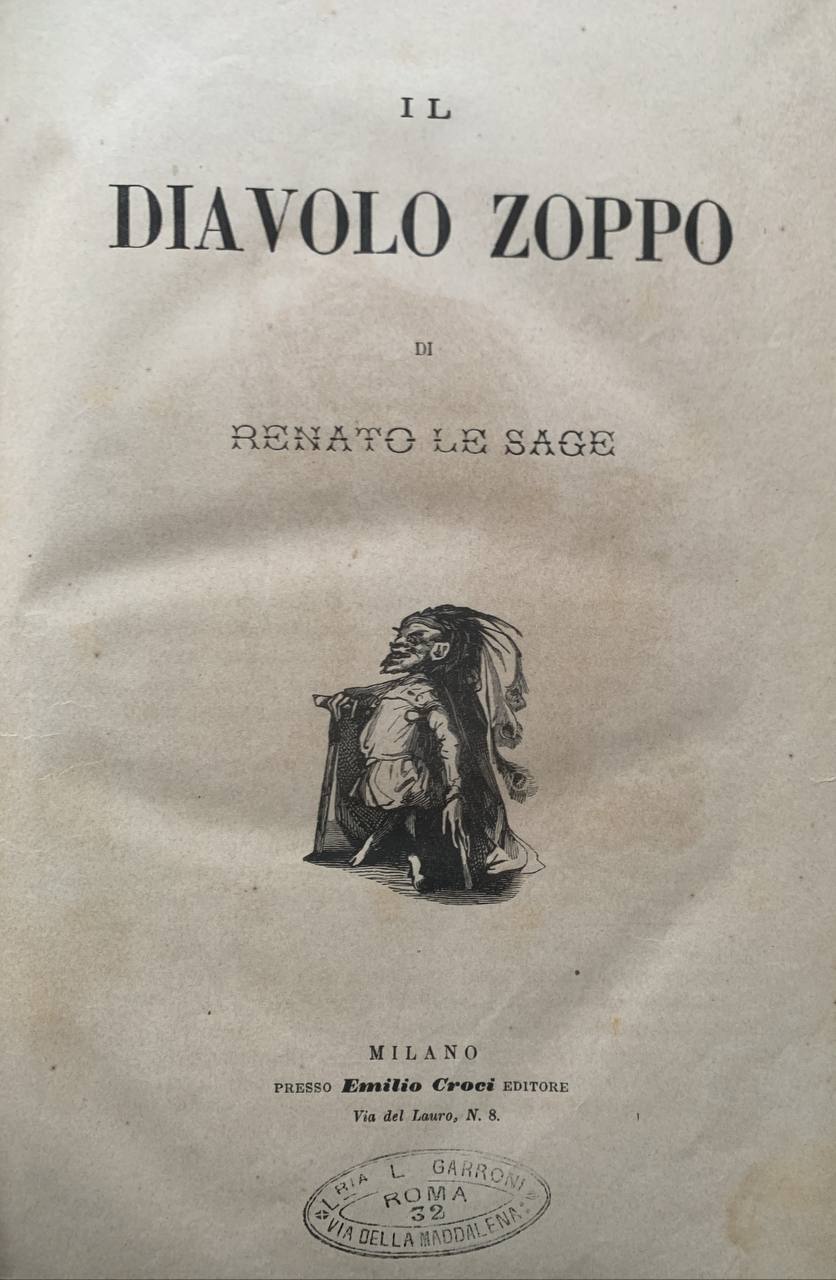 IL
DIAVOLO ZOPPO
DI
RENATO LE SAGE
MILANO
PRESSO Emilio Croci EDITORE
Via del Lauro, N. 8.
LRIA L. GARRONI
ROMA
32
VIA DELLA MADDALENA